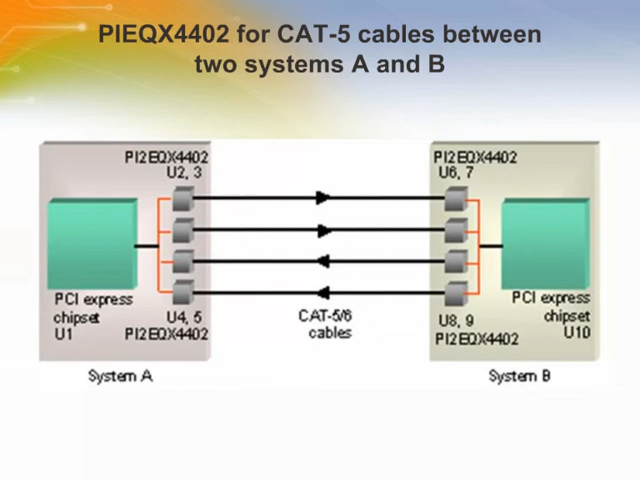 PIEQX4402 for CAT-5 cables between
two systems A and B
PI2EQX4402
U2, 3
PI2EQX4402
U6, 7
PCI express
chipset
U1
U4, 5
PI2EQX4402
CAT-5/6
cables
U8, 9
PI2EQX4402
PCI express
chipset
U10
System A
System B